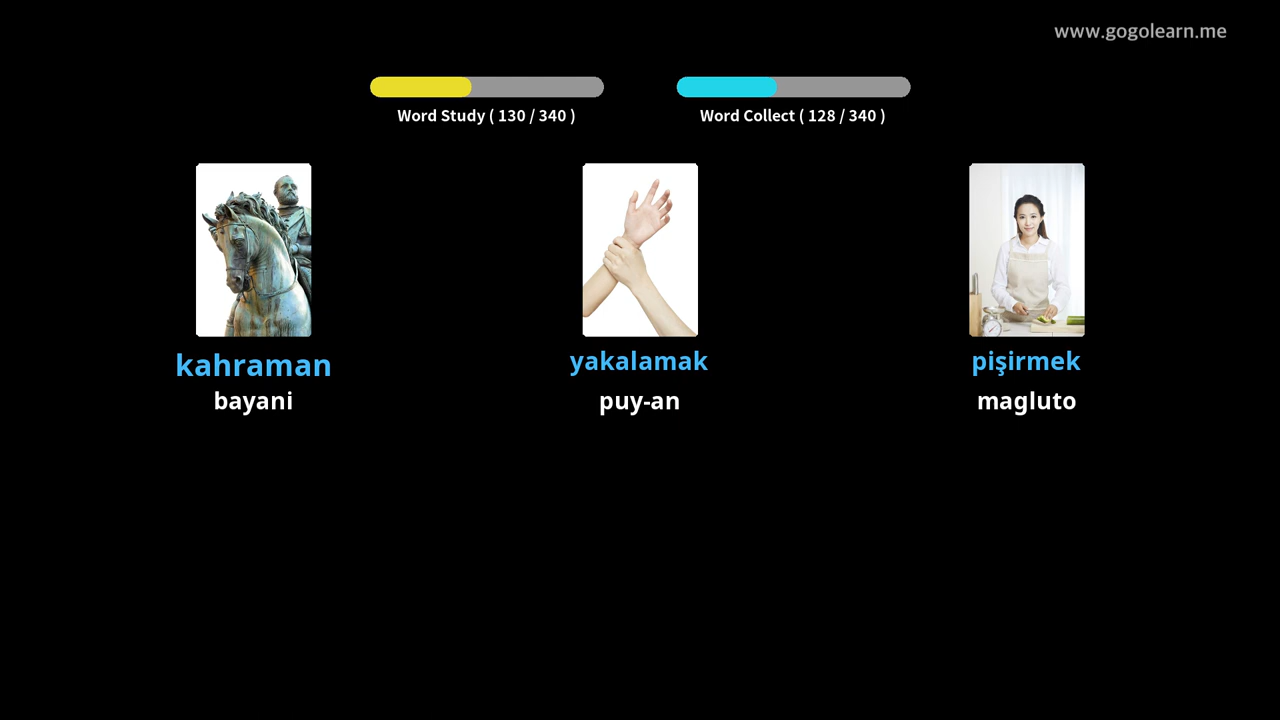 www.gogolearn.me
Word Study ( 130 / 340 )
Word Collect ( 128 / 340 )
kahraman
bayani
yakalamak
puy-an
pişirmek
magluto